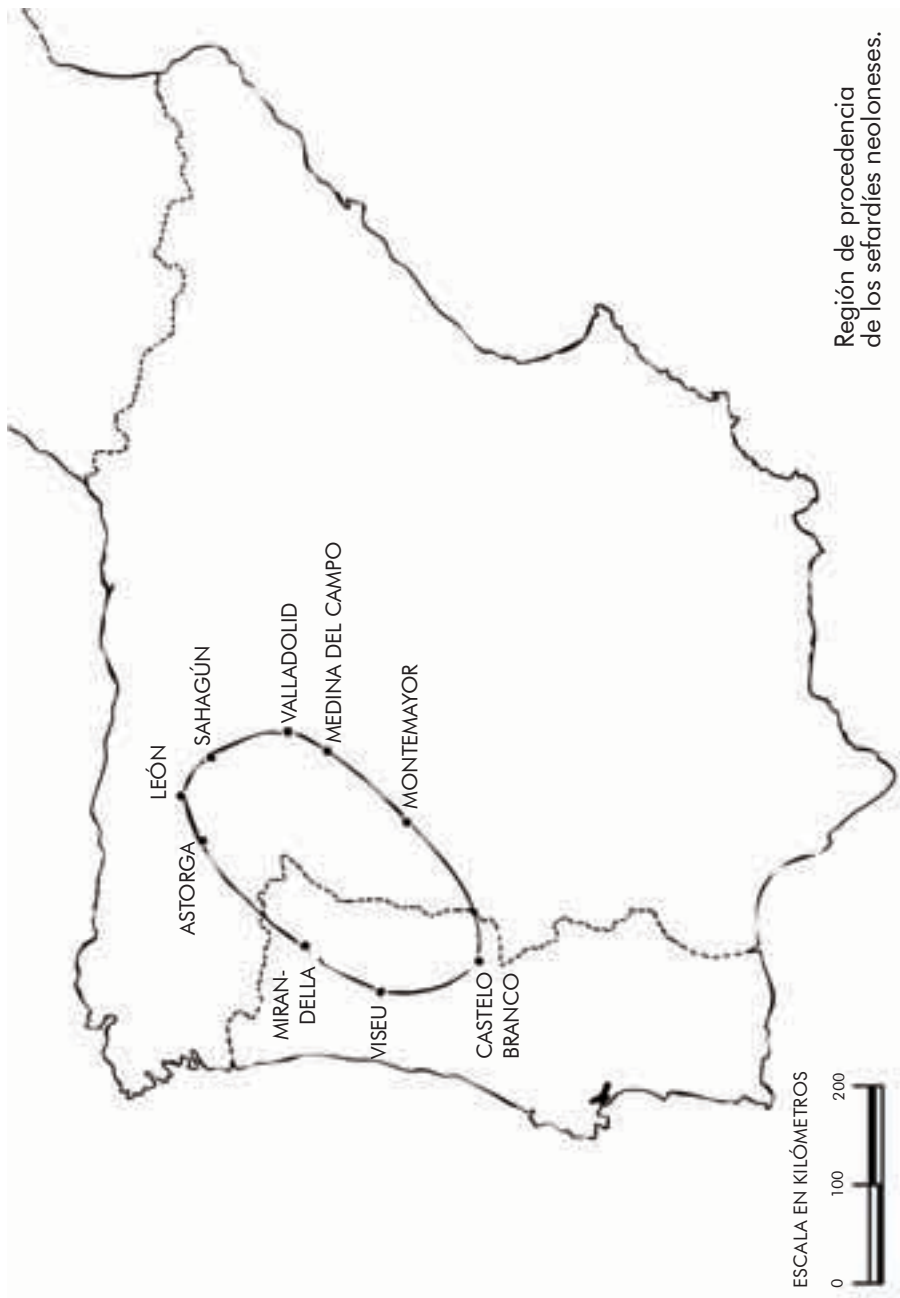 LEÓN
SAHAGÚN
ASTORGA
VALLADOLID
MEDINA DEL CAMPO
MIRAN-
DELLA
MONTEMAYOR
VISEU
CASTELO
BRANCO
ESCALA EN KILÓMETROS
0 100 200
Región de procedencia
de los sefardíes neoloneses.